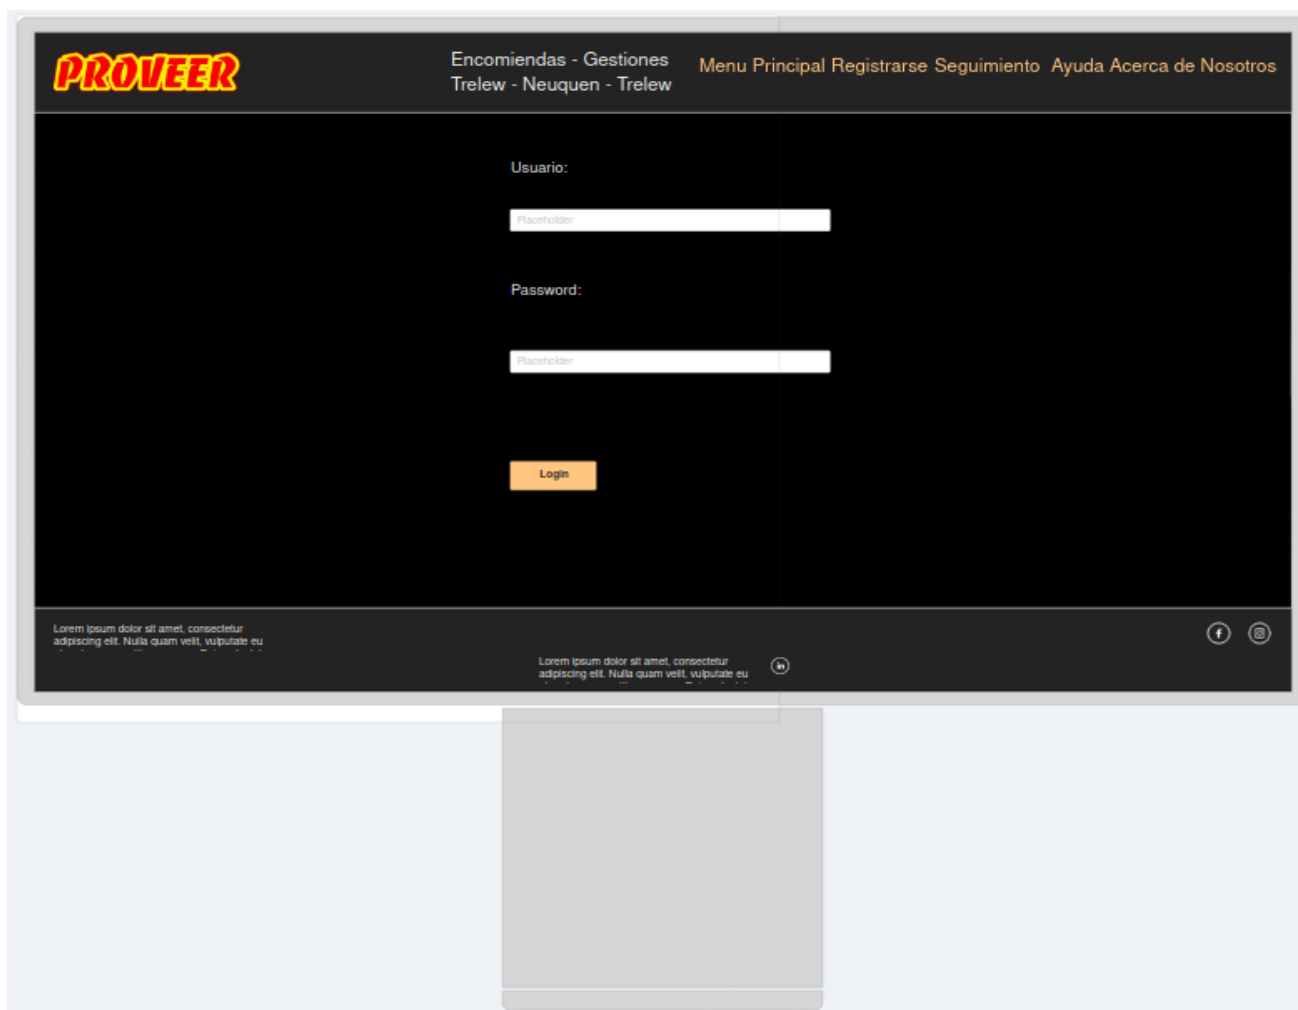 PROVEER
Encomiendas - Gestiones
Trelew - Neuquen - Trelew
Menu Principal Registrarse Seguimiento Ayuda Acerca de Nosotros
Usuario:
Placeholder
Password:
Placeholder
Login
Lorem ipsum dolor sit amet, consectetur
adipiscing elit. Nulla quam velit, vulputate eu
Lorem ipsum dolor sit amet, consectetur
adipiscing elit. Nulla quam velit, vulputate eu
in